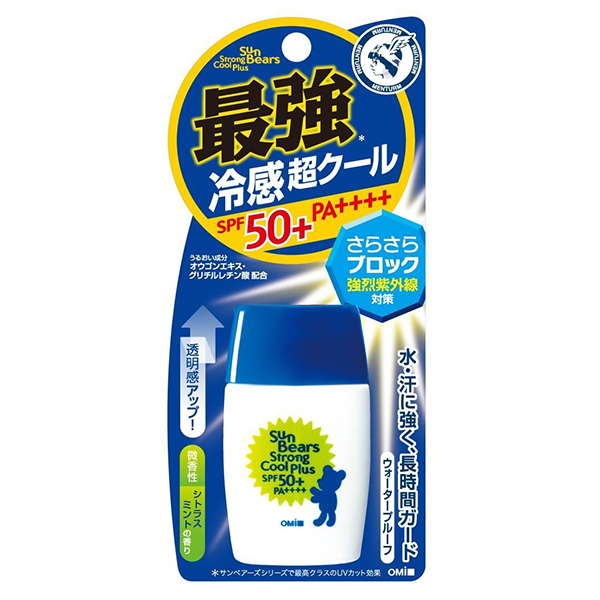 Sun
Bears
Strong
Cool Plus
MENTURM MENTURM MENTURM
最強*
冷感超クール
SPF50+PA++++
うるおい成分
オウゴンエキス・
グリチルレチン酸 配合
さらさら
ブロック
強烈紫外線
対策
透明感アップ!
微香性
シトラス
ミントの香り
水・汗に強く、長時間ガード
ウォータープルーフ
Sun
Bears
Strong
Cool Plus
SPF50+
PA++++
OMI
OMI
*サンベアーズシリーズで最高クラスのUVカット効果